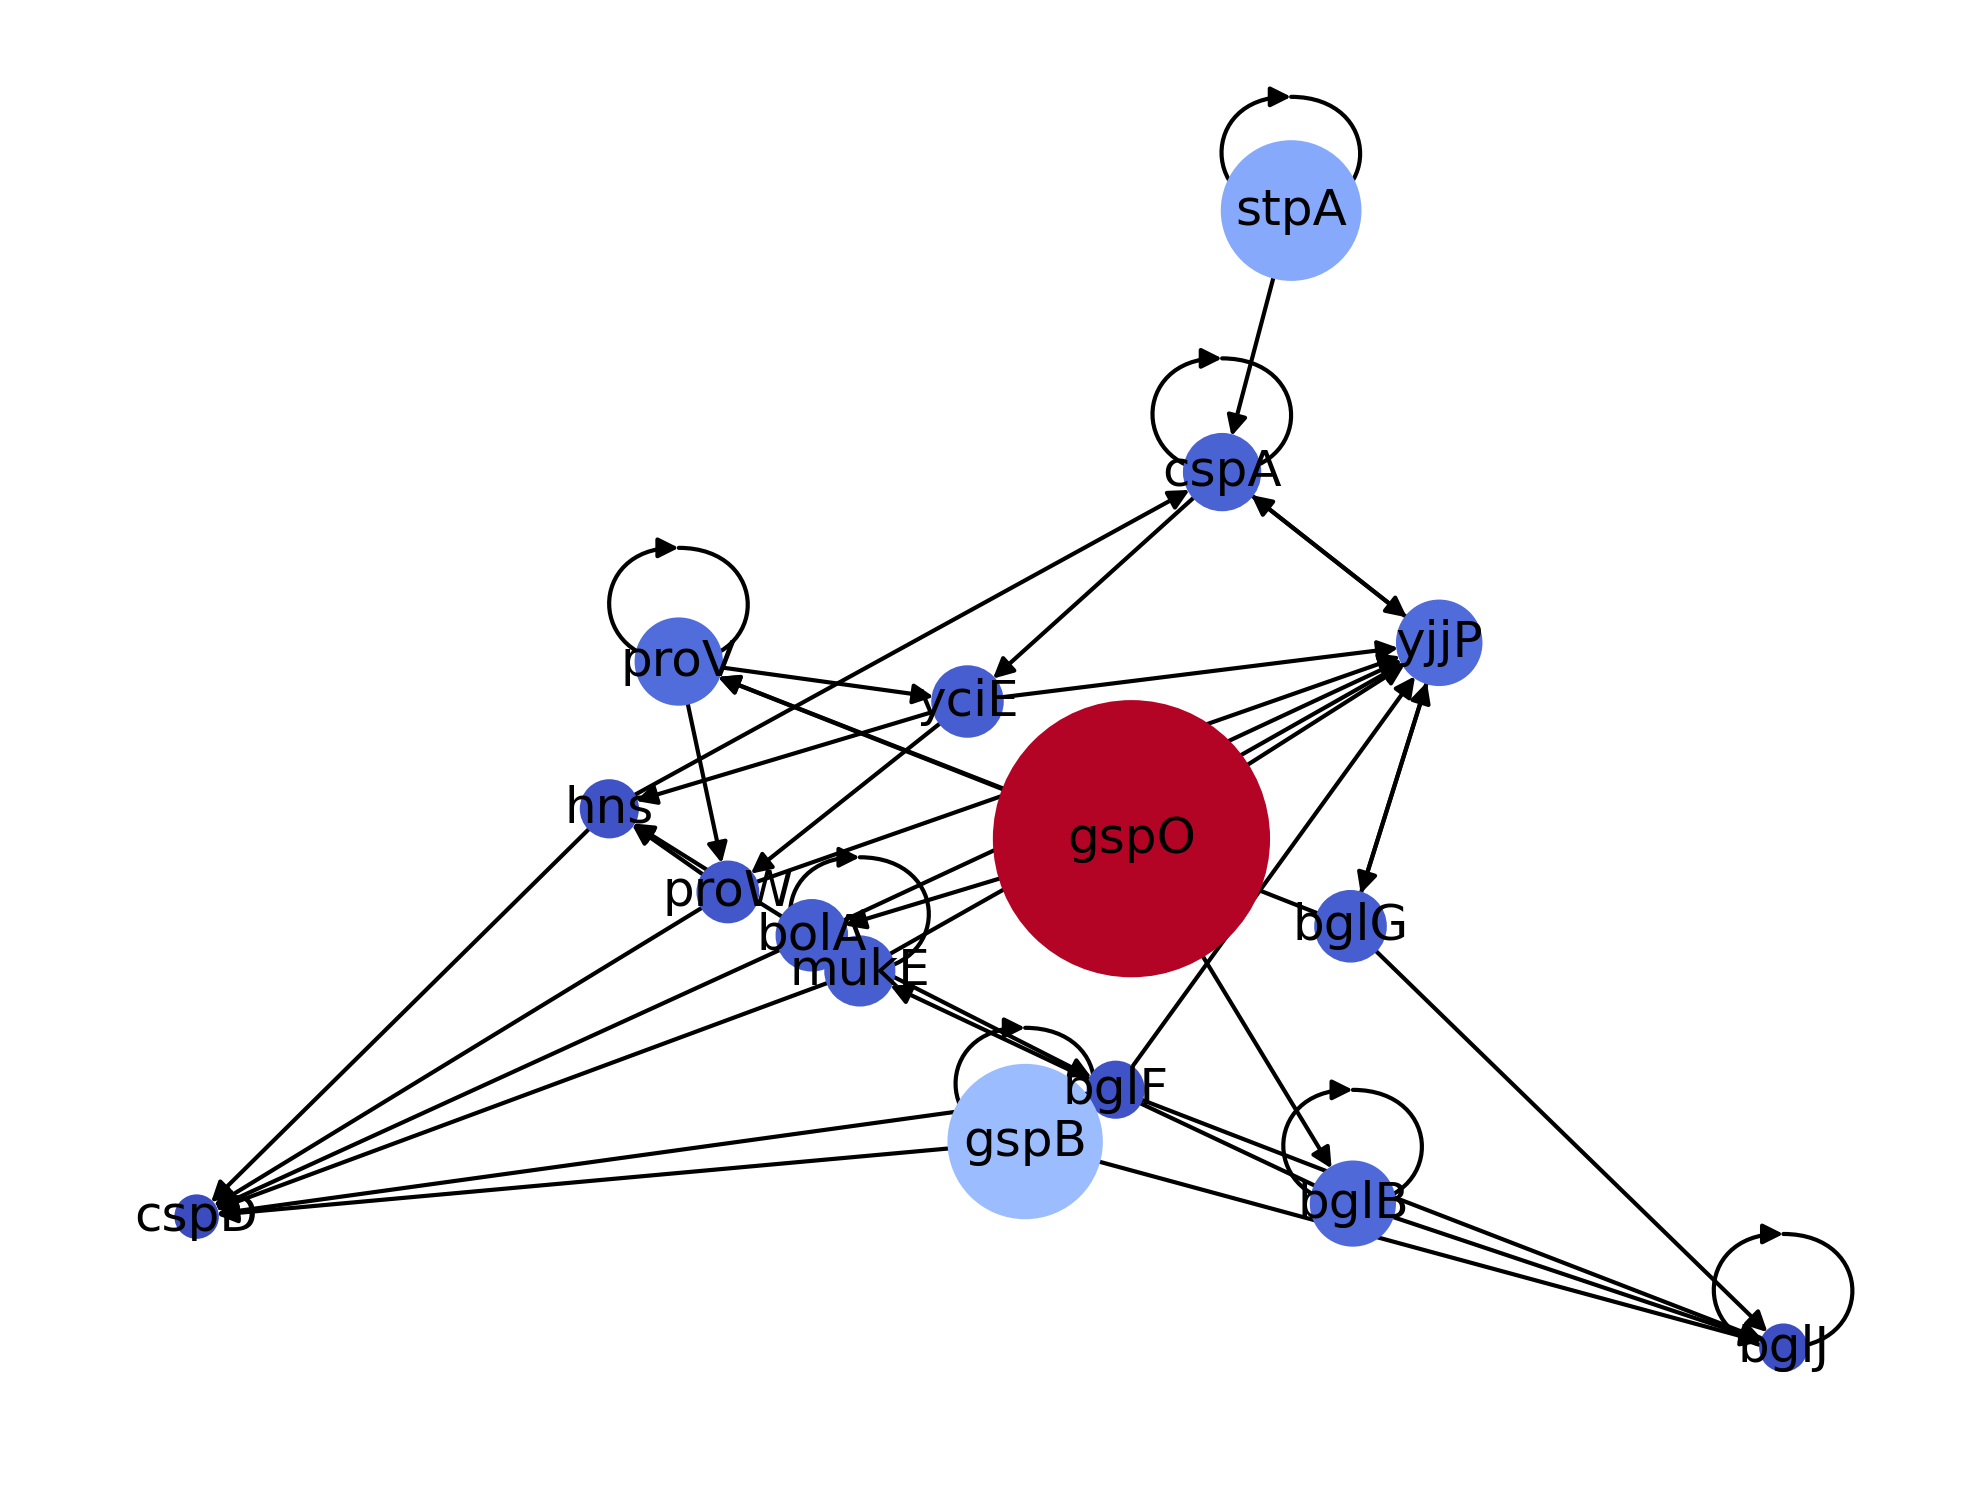 stpA
cspA
yjjP
proV
yciE
hns
gspO
proW
bolA
bglG
mukE
bglF
gspB
bglB
cspD
bglJ